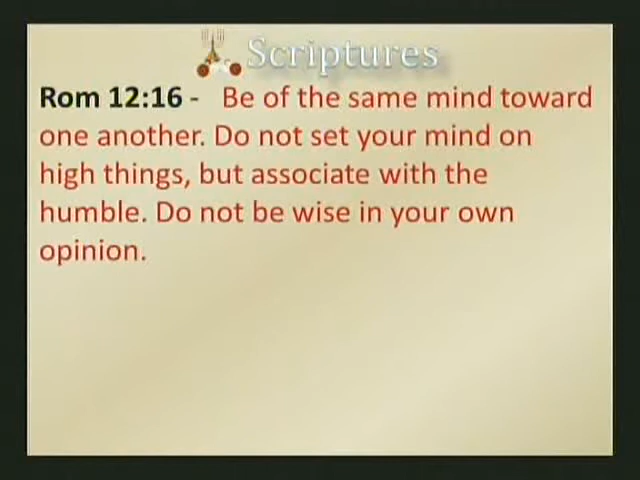 Scriptures
Rom 12:16 - Be of the same mind toward
one another. Do not set your mind on
high things, but associate with the
humble. Do not be wise in your own
opinion.